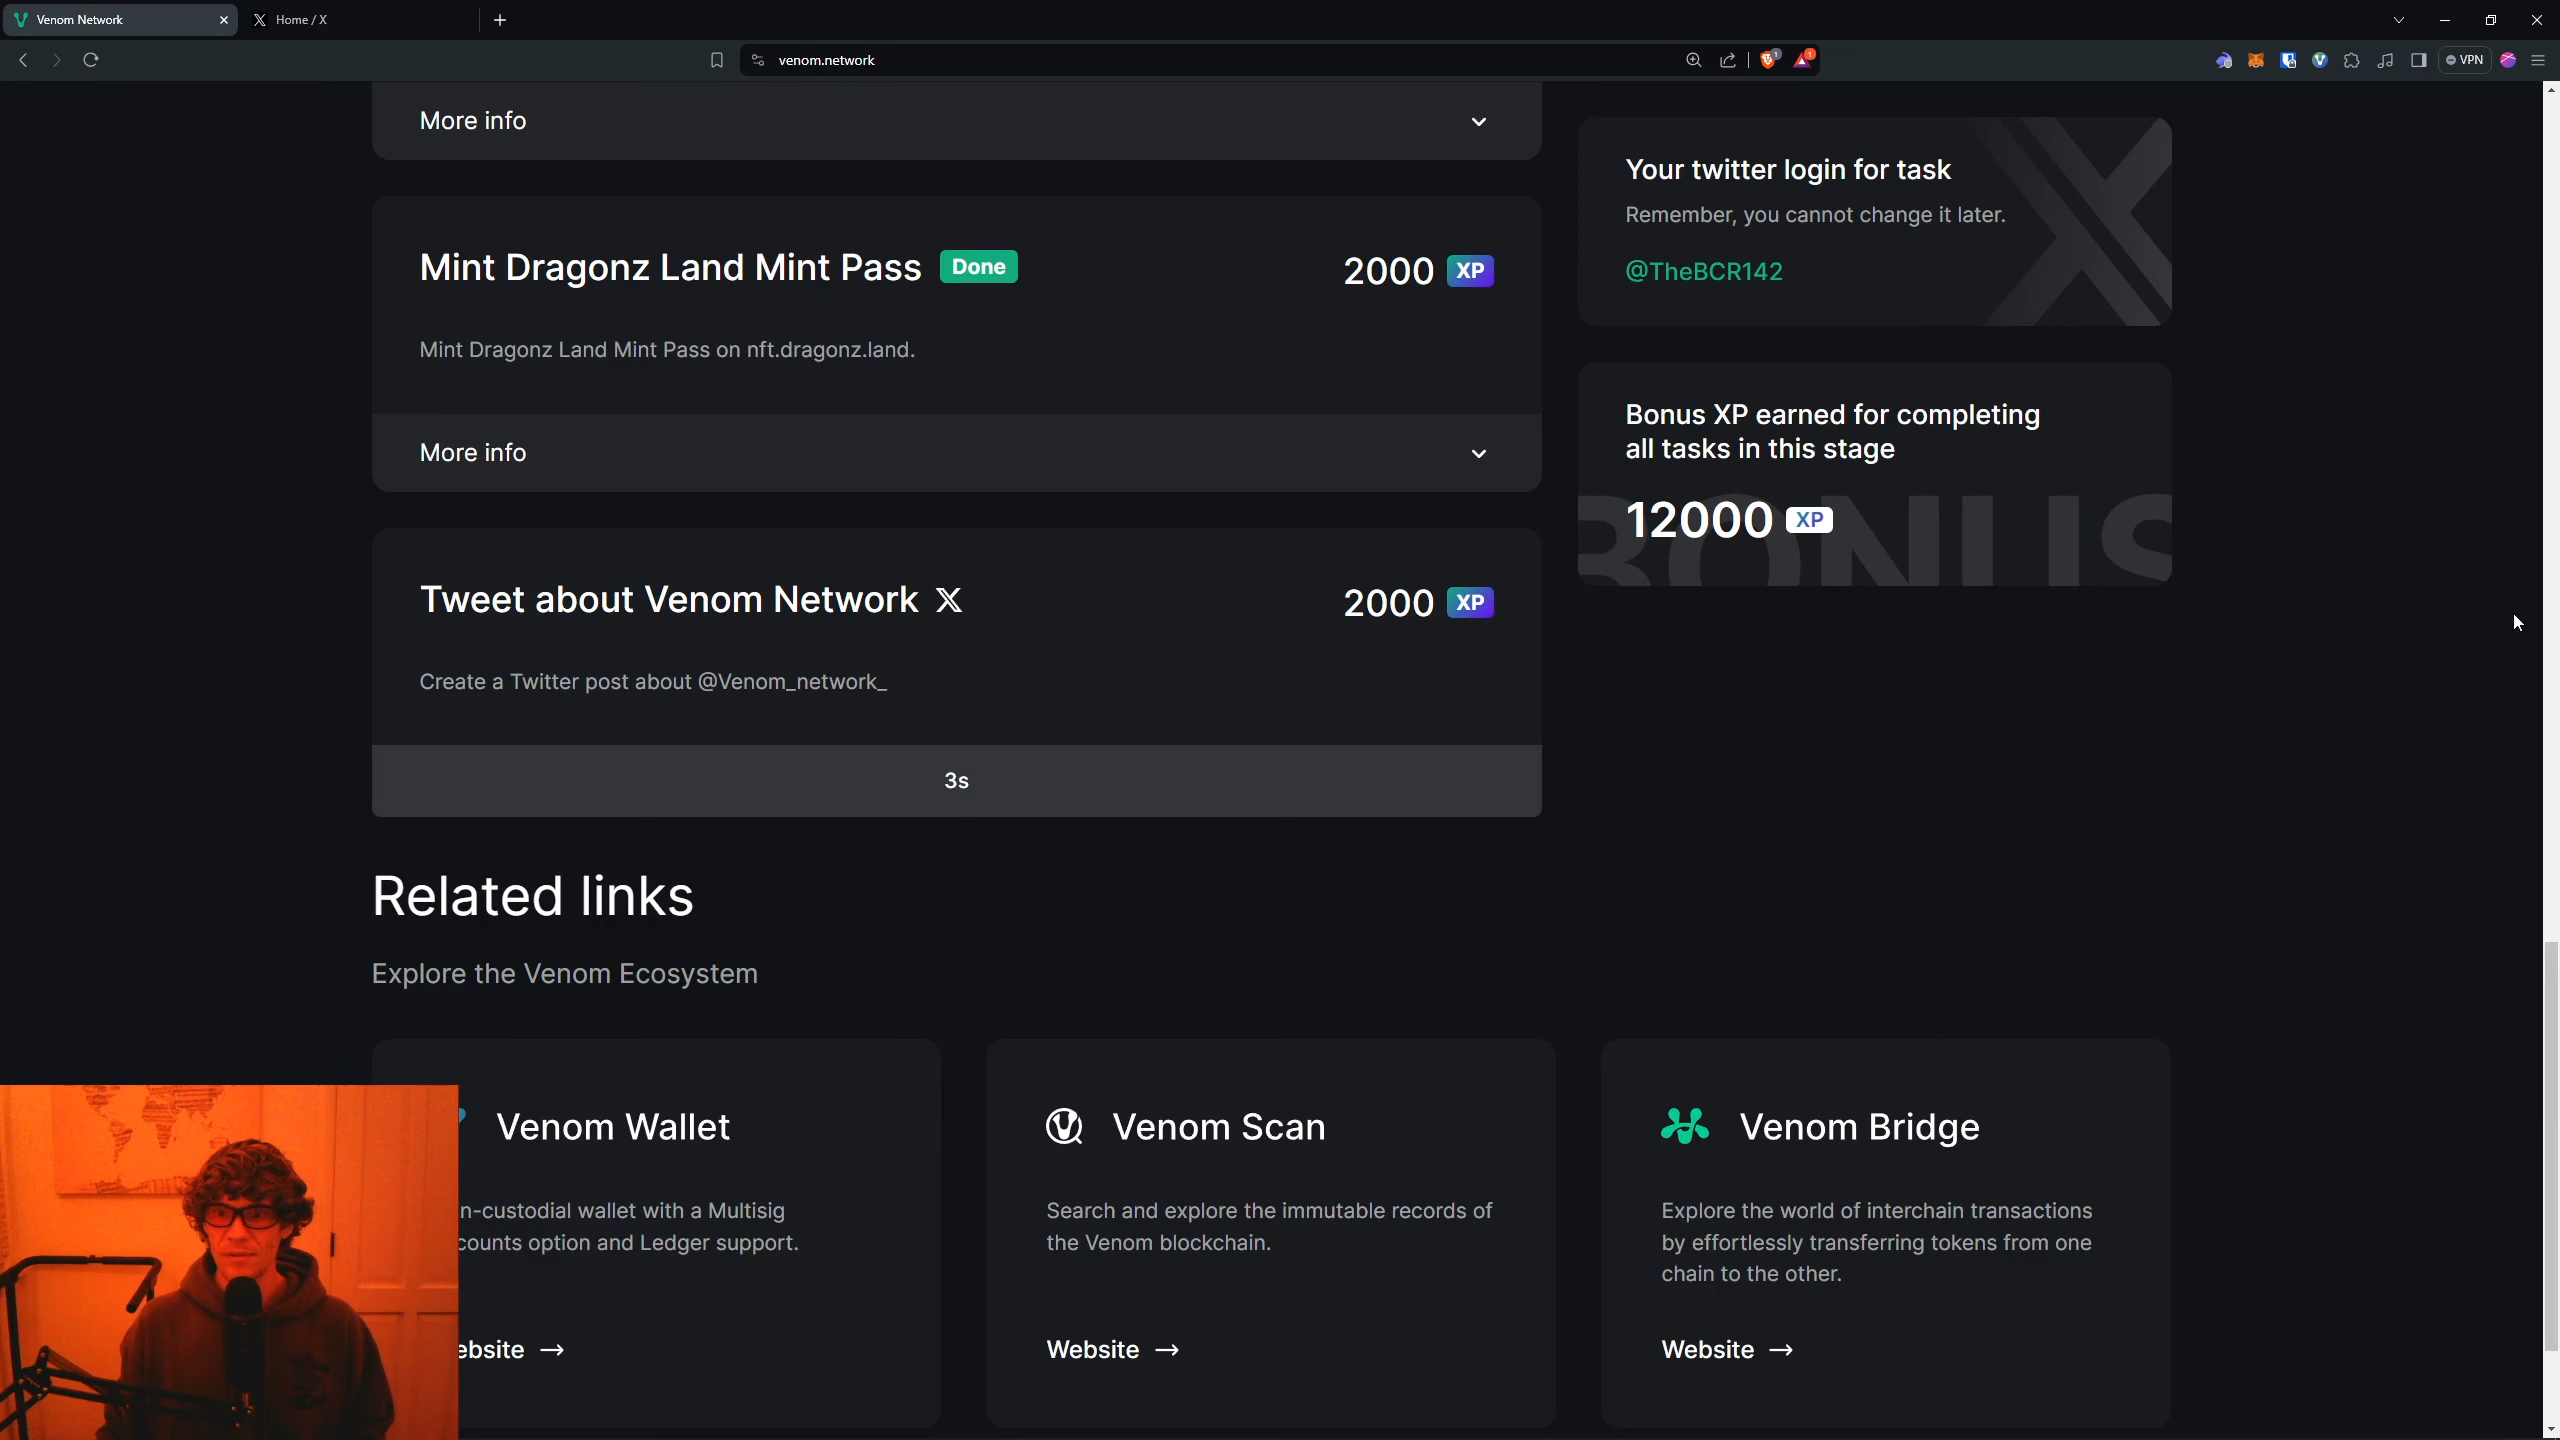 Venom Network
Home / X
venom.network
1
1
VPN
More info
Mint Dragonz Land Mint Pass Done
2000 XP
Mint Dragonz Land Mint Pass on nft.dragonz.land.
More info
Tweet about Venom Network X
2000 XP
Create a Twitter post about @Venom_network_
3s
Your twitter login for task
Remember, you cannot change it later.
@TheBCR142
Bonus XP earned for completing
all tasks in this stage
12000 XP
BONUS
Related links
Explore the Venom Ecosystem
Venom Wallet
n-custodial wallet with a Multisig
counts option and Ledger support.
ebsite →
Venom Scan
Search and explore the immutable records of
the Venom blockchain.
Website →
Venom Bridge
Explore the world of interchain transactions
by effortlessly transferring tokens from one
chain to the other.
Website →